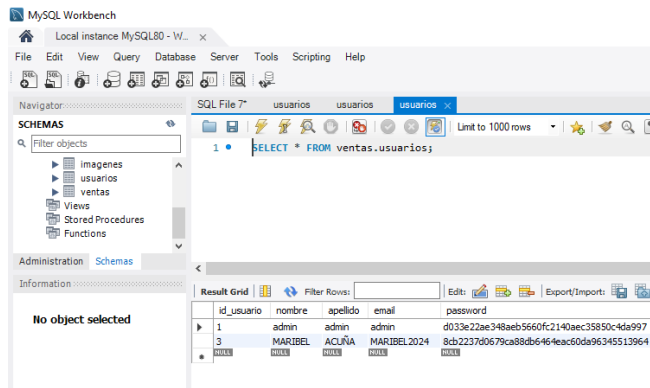 MySQL Workbench
Local instance MySQL80 - W... ×
File Edit View Query Database Server Tools Scripting Help
Navigator
SQL File 7* usuarios usuarios usuarios ×
SCHEMAS
Limit to 1000 rows
Filter objects
1 SELECT * FROM ventas.usuarios;
imagenes
usuarios
ventas
Views
Stored Procedures
Functions
Administration Schemas
Information
Result Grid Filter Rows: Edit: Export/Import:
No object selected
id_usuario nombre apellido email password
1 admin admin admin d033e22ae348aeb5660fc2140aec35850c4da997
3 MARIBEL ACUÑA MARIBEL2024 8cb2237d0679ca88db6464eac60da96345513964
NULL NULL NULL NULL NULL